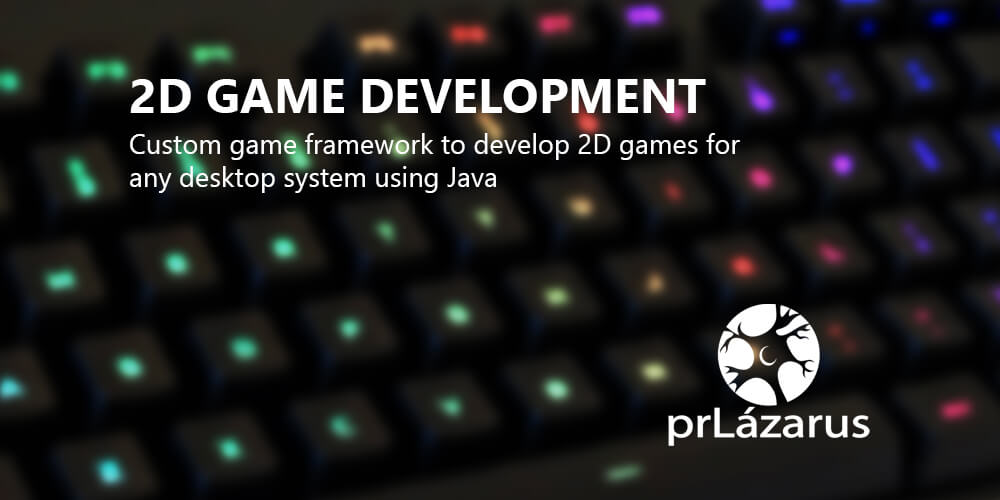 2D GAME DEVELOPMENT
Custom game framework to develop 2D games for
any desktop system using Java
prLázarus